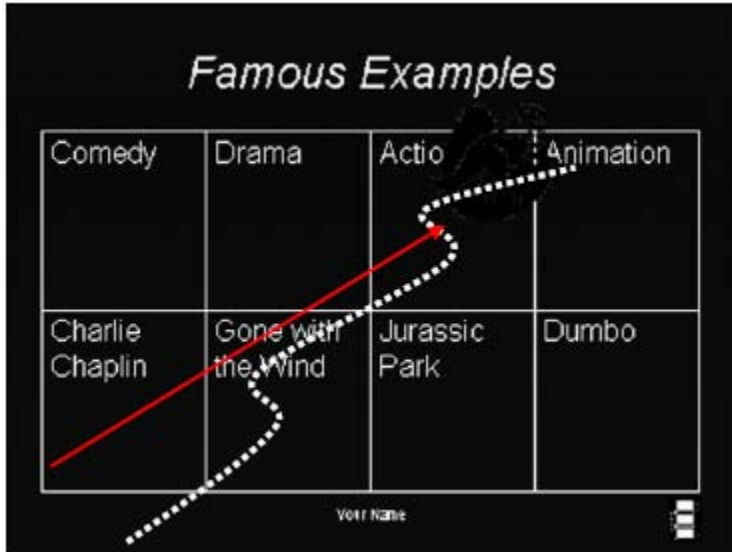 Famous Examples
Comedy Drama Actio Animation
Charlie Gone with Jurassic Dumbo
Chaplin the Wind Park
Your Name